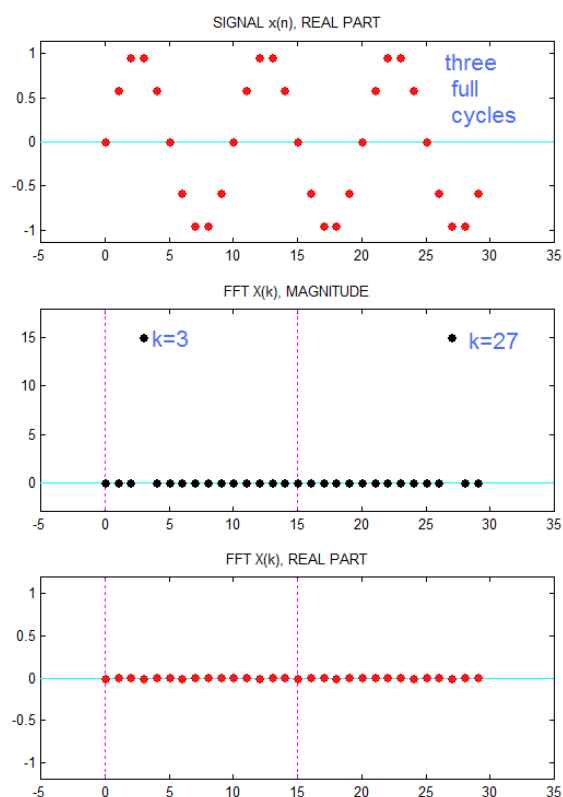 SIGNAL x(n), REAL PART
1
0.5
0
-0.5
-1
three
full
cycles
-5 0 5 10 15 20 25 30 35
FFT X(k), MAGNITUDE
15
10
5
0
k=3
k=27
-5 0 5 10 15 20 25 30 35
FFT X(k), REAL PART
1
0.5
0
-0.5
-1
-5 0 5 10 15 20 25 30 35